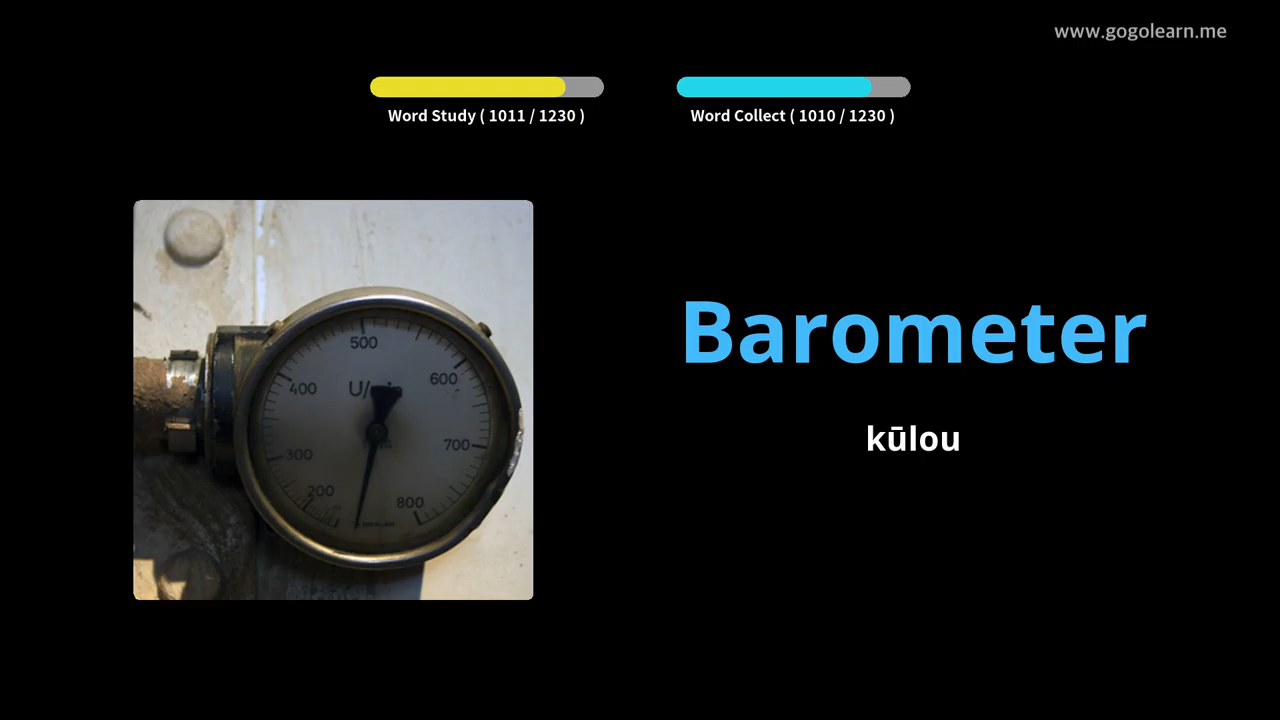 www.gogolearn.me
Word Study ( 1011 / 1230 )
Word Collect ( 1010 / 1230 )
500
600
400
U/
700
300
200
800
Barometer
kūlou